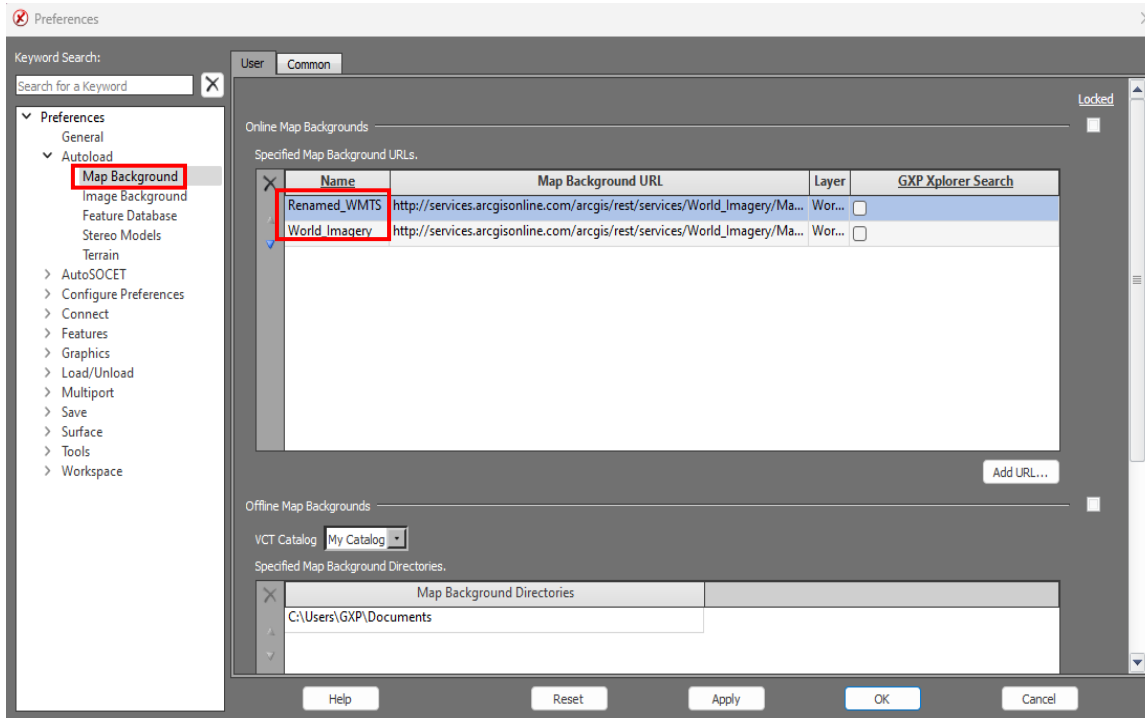 Preferences
Keyword Search:
Search for a Keyword
Preferences
General
Autoload
Map Background
Image Background
Feature Database
Stereo Models
Terrain
AutoSOCET
Configure Preferences
Connect
Features
Graphics
Load/Unload
Multiport
Save
Surface
Tools
Workspace
User Common
Locked
Online Map Backgrounds
Specified Map Background URLs.
Name Map Background URL Layer GXP Xplorer Search
Renamed_WMTS http://services.arcgisonline.com/arcgis/rest/services/World_Imagery/Ma... Wor...
World_Imagery http://services.arcgisonline.com/arcgis/rest/services/World_Imagery/Ma... Wor...
Add URL...
Offline Map Backgrounds
VCT Catalog My Catalog
Specified Map Background Directories.
Map Background Directories
C:\Users\GXP\Documents
Help Reset Apply OK Cancel